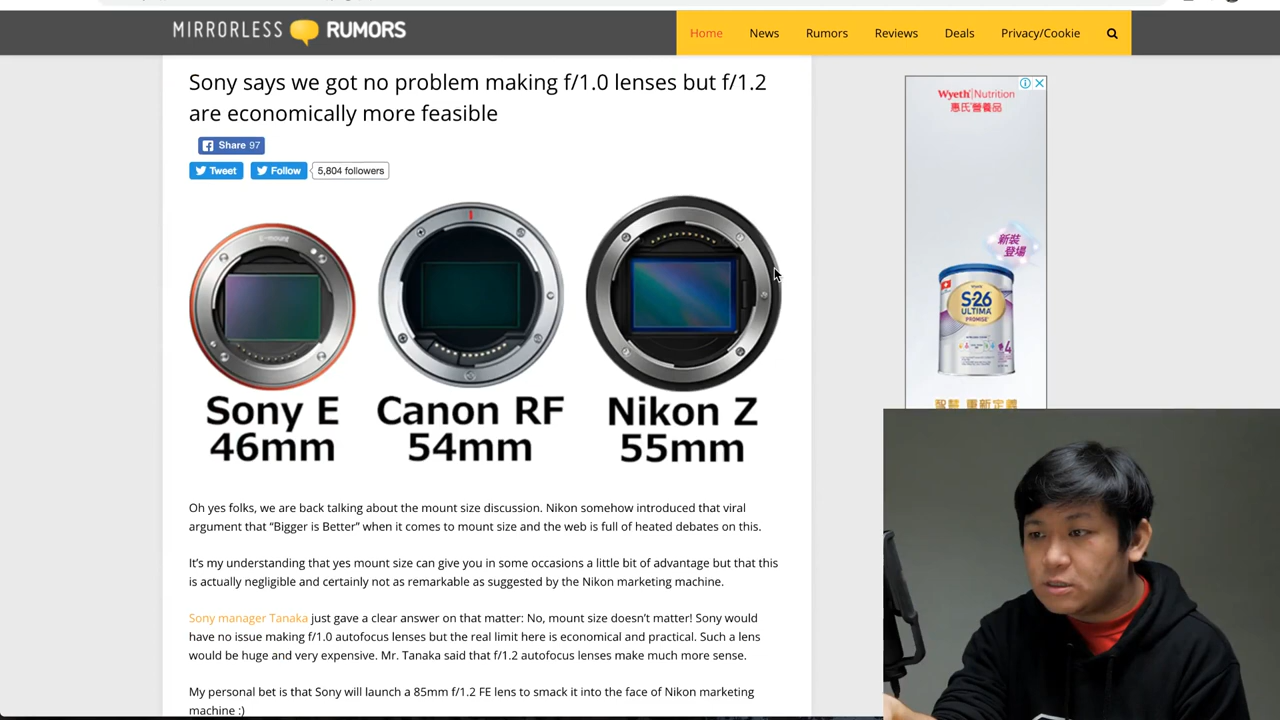 MIRRORLESS RUMORS
Home News Rumors Reviews Deals Privacy/Cookie
Sony says we got no problem making f/1.0 lenses but f/1.2
are economically more feasible
Share 97
Tweet Follow 5,804 followers
E-mount
Sony E Canon RF Nikon Z
46mm 54mm 55mm
Oh yes folks, we are back talking about the mount size discussion. Nikon somehow introduced that viral
argument that “Bigger is Better” when it comes to mount size and the web is full of heated debates on this.
It’s my understanding that yes mount size can give you in some occasions a little bit of advantage but that this
is actually negligible and certainly not as remarkable as suggested by the Nikon marketing machine.
Sony manager Tanaka just gave a clear answer on that matter: No, mount size doesn’t matter! Sony would
have no issue making f/1.0 autofocus lenses but the real limit here is economical and practical. Such a lens
would be huge and very expensive. Mr. Tanaka said that f/1.2 autofocus lenses make much more sense.
My personal bet is that Sony will launch a 85mm f/1.2 FE lens to smack it into the face of Nikon marketing
machine :)
Wyeth Nutrition
惠氏營養品
新裝
登場
S-26
ULTIMA
PROMISE
4
智慧 重新定義